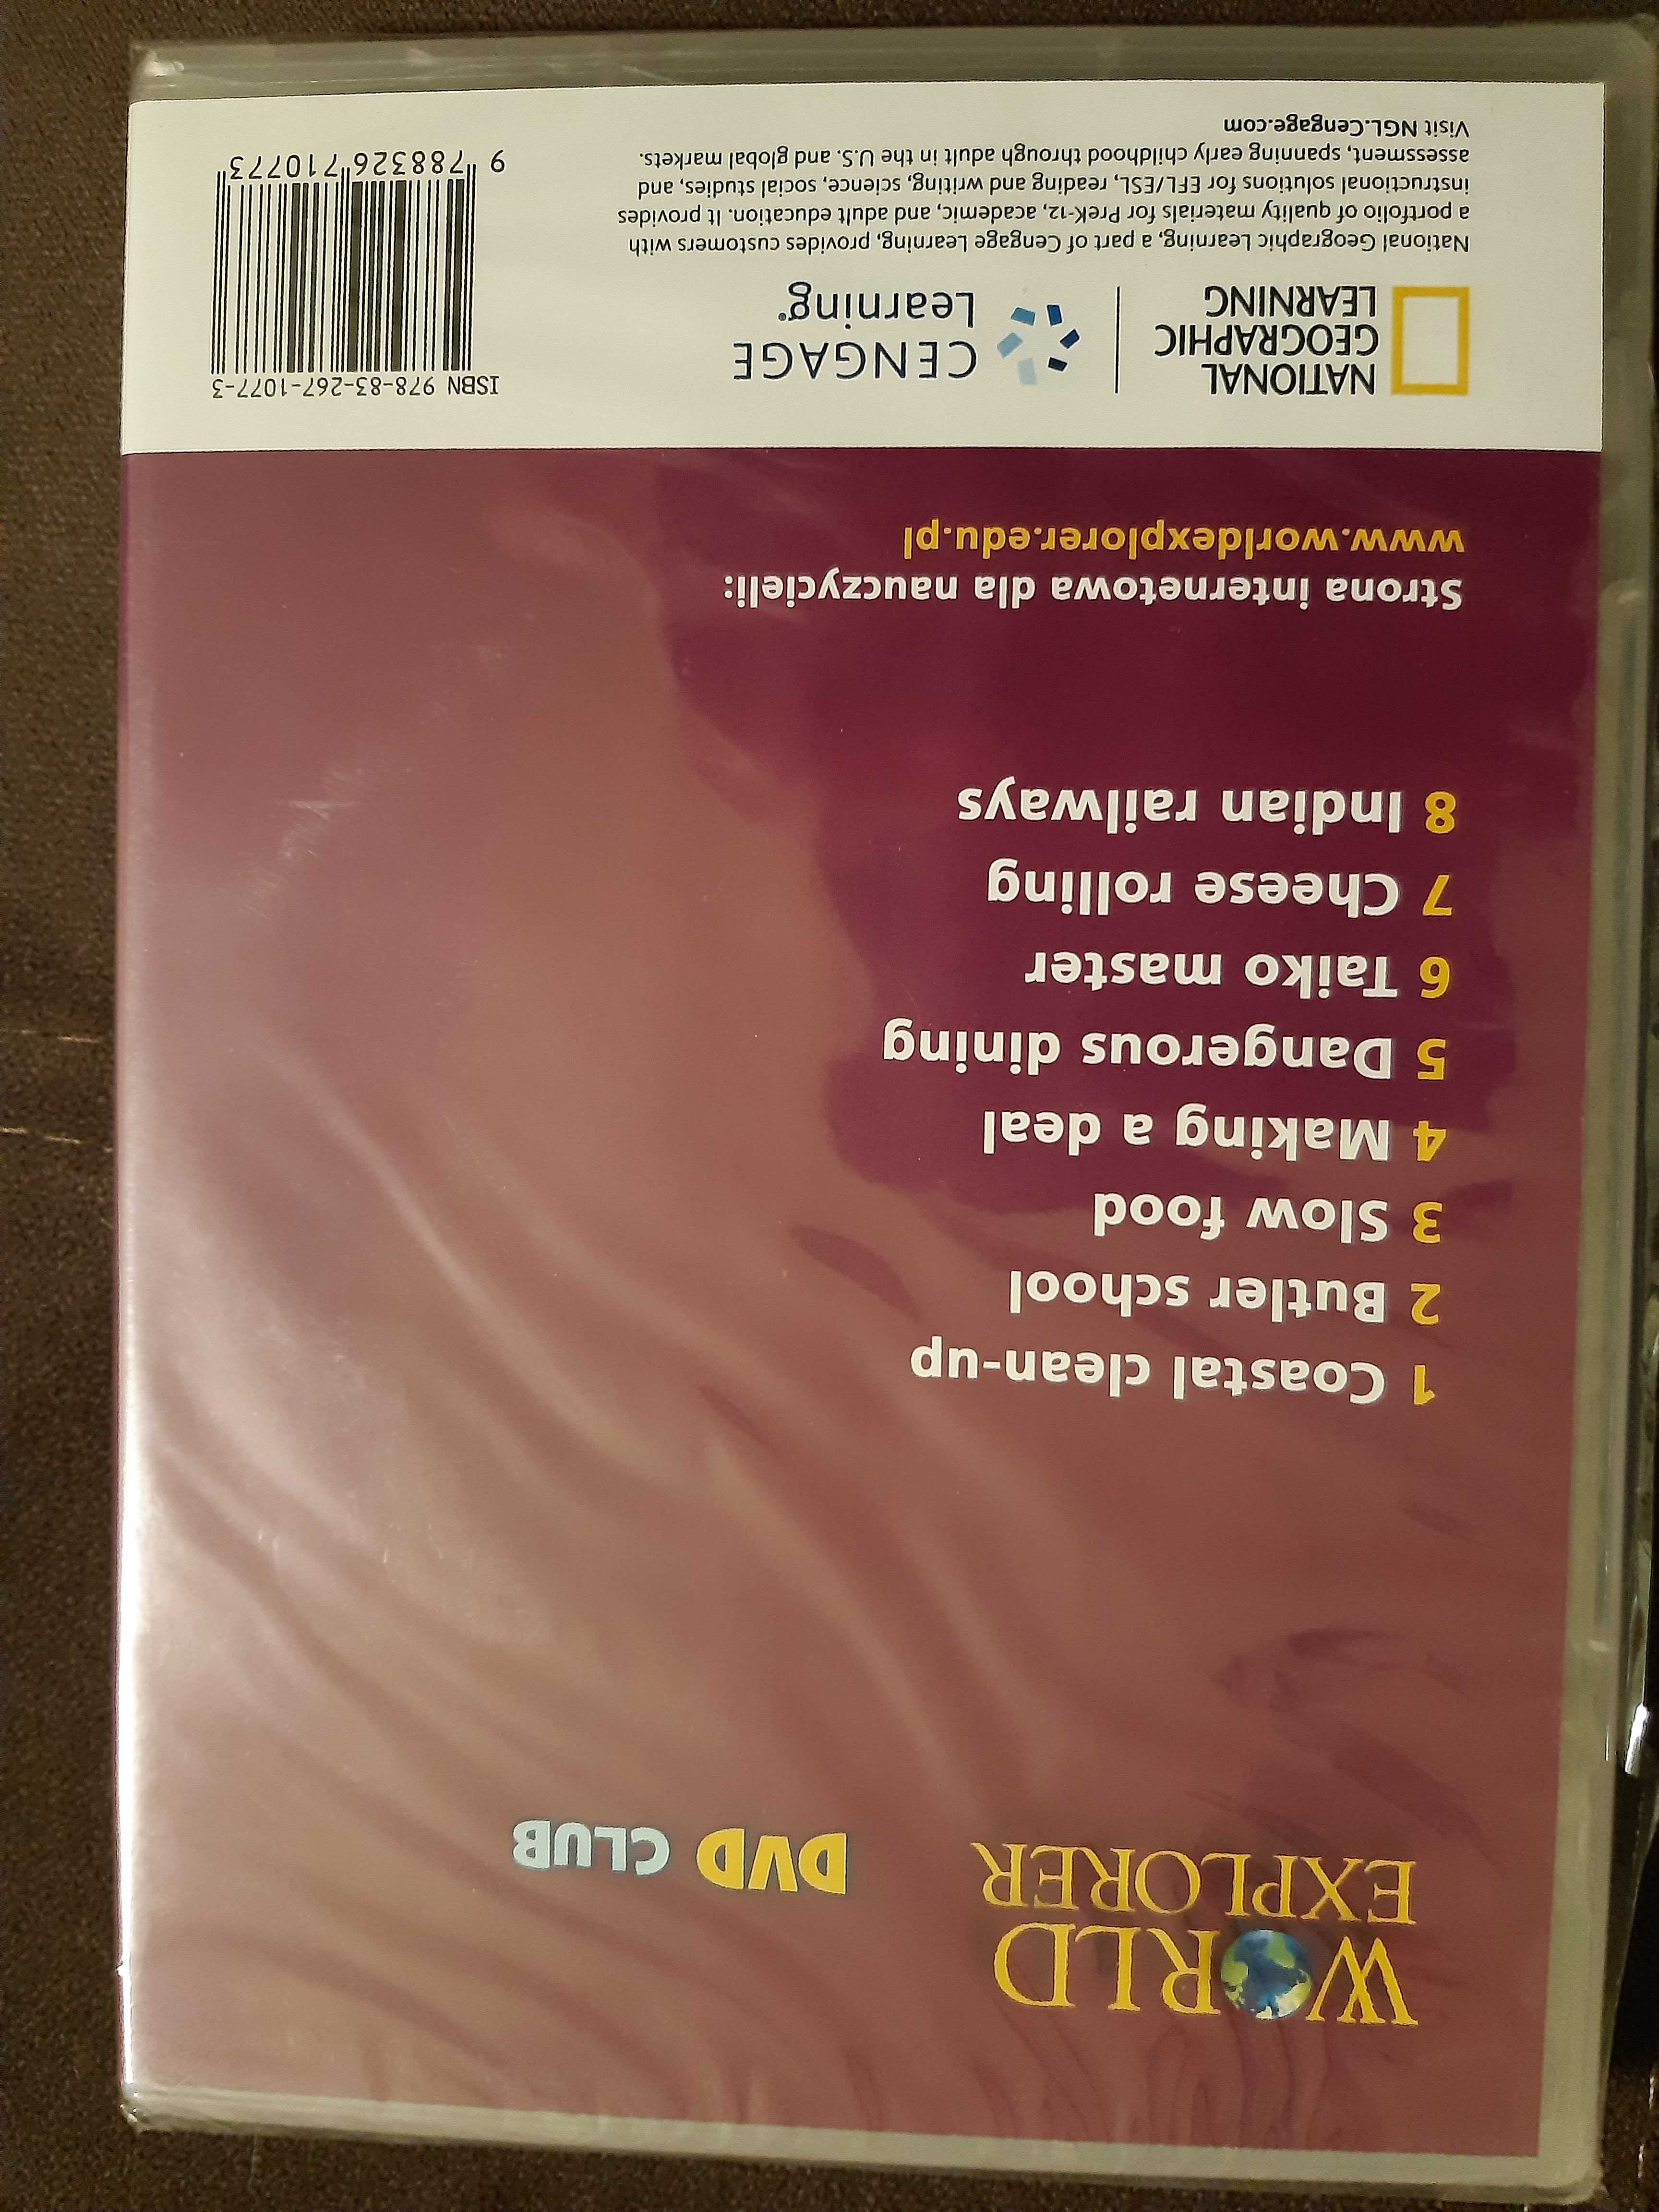 WORLD
EXPLORER
DVD CLUB
1 Coastal clean-up
2 Butler school
3 Slow food
4 Making a deal
5 Dangerous dining
6 Taiko master
7 Cheese rolling
8 Indian railways
Strona internetowa dla nauczycieli:
www.worldexplorer.edu.pl
NATIONAL
GEOGRAPHIC
LEARNING
CENGAGE
Learning®
National Geographic Learning, a part of Cengage Learning, provides customers with
a portfolio of quality materials for PreK-12, academic, and adult education. It provides
instructional solutions for EFL/ESL, reading and writing, science, social studies, and
assessment, spanning early childhood through adult in the U.S. and global markets.
Visit NGL.Cengage.com
ISBN 978-83-267-1077-3
9 788326 710773